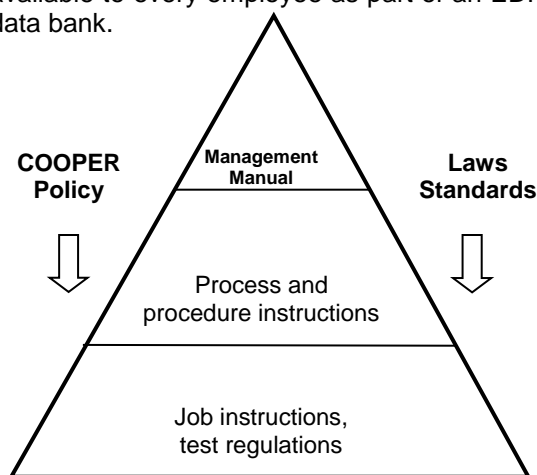 available to every employee as part of an
data bank.
COOPER
Policy
Management
Manual
Laws
Standards
Process and
procedure instructions
Job instructions,
test regulations